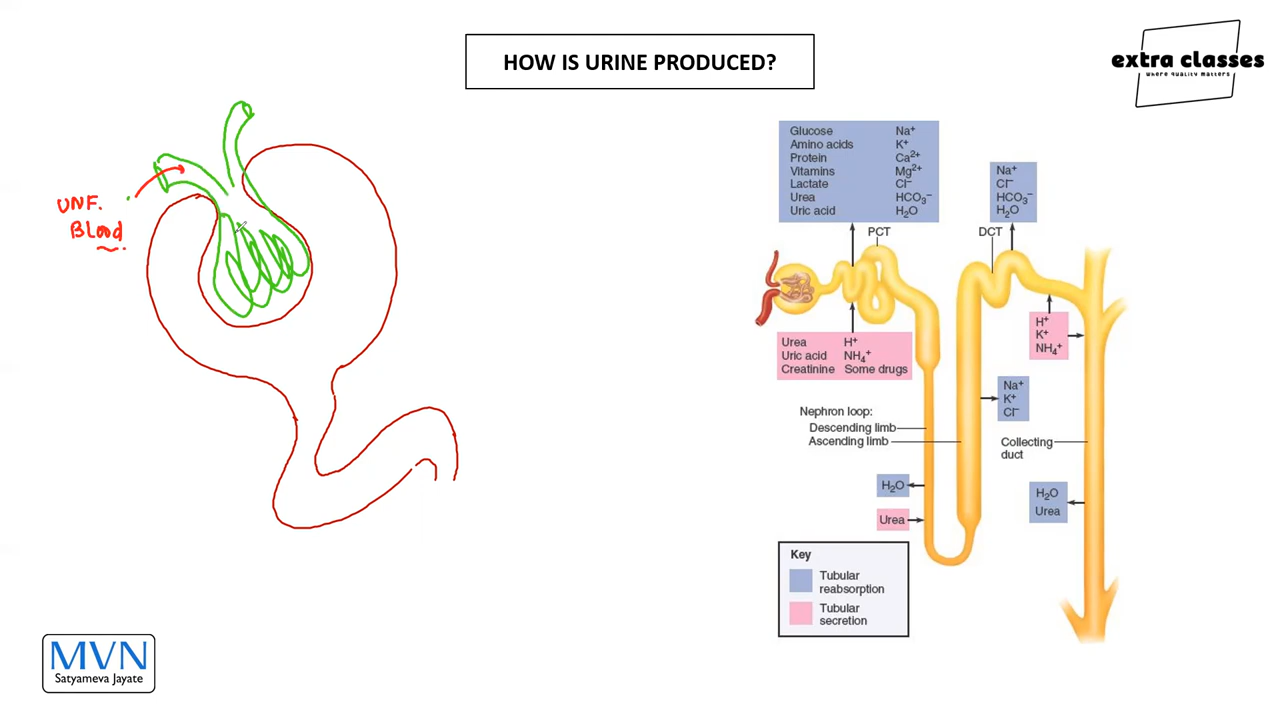 HOW IS URINE PRODUCED?
extra classes
where quality matters
UNF.
Blood
Glucose Na⁺
Amino acids K⁺
Protein Ca²⁺
Vitamins Mg²⁺
Lactate Cl⁻
Urea HCO₃⁻
Uric acid H₂O
Na⁺
Cl⁻
HCO₃⁻
H₂O
PCT
DCT
Urea H⁺
Uric acid NH₄⁺
Creatinine Some drugs
H⁺
K⁺
NH₄⁺
Na⁺
K⁺
Cl⁻
Nephron loop:
Descending limb
Ascending limb
Collecting
duct
H₂O
Urea
H₂O
Urea
Key
Tubular
reabsorption
Tubular
secretion
MVN
Satyameva Jayate